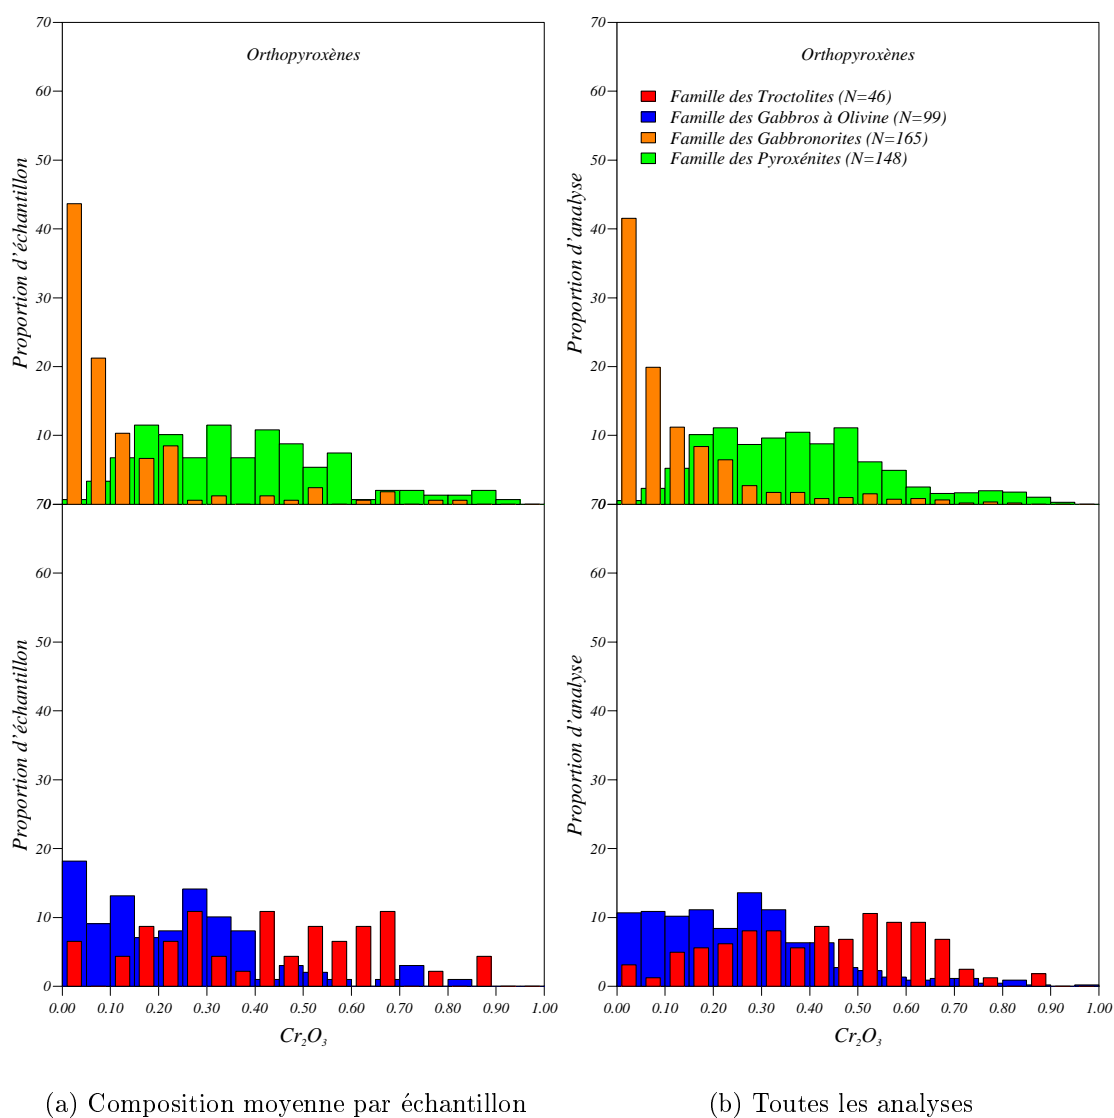 Orthopyroxènes
Proportion d'échantillon
70
60
50
40
30
20
10
70
Proportion d'échantillon
60
50
40
30
20
10
0
0.00 0.10 0.20 0.30 0.40 0.50 0.60 0.70 0.80 0.90 1.00
Cr₂O₃
(a) Composition moyenne par échantillon
Orthopyroxènes
Famille des Troctolites (N=46)
Famille des Gabbros à Olivine (N=99)
Famille des Gabbronorites (N=165)
Famille des Pyroxénites (N=148)
Proportion d'analyse
70
60
50
40
30
20
10
70
Proportion d'analyse
60
50
40
30
20
10
0
0.00 0.10 0.20 0.30 0.40 0.50 0.60 0.70 0.80 0.90 1.00
Cr₂O₃
(b) Toutes les analyses